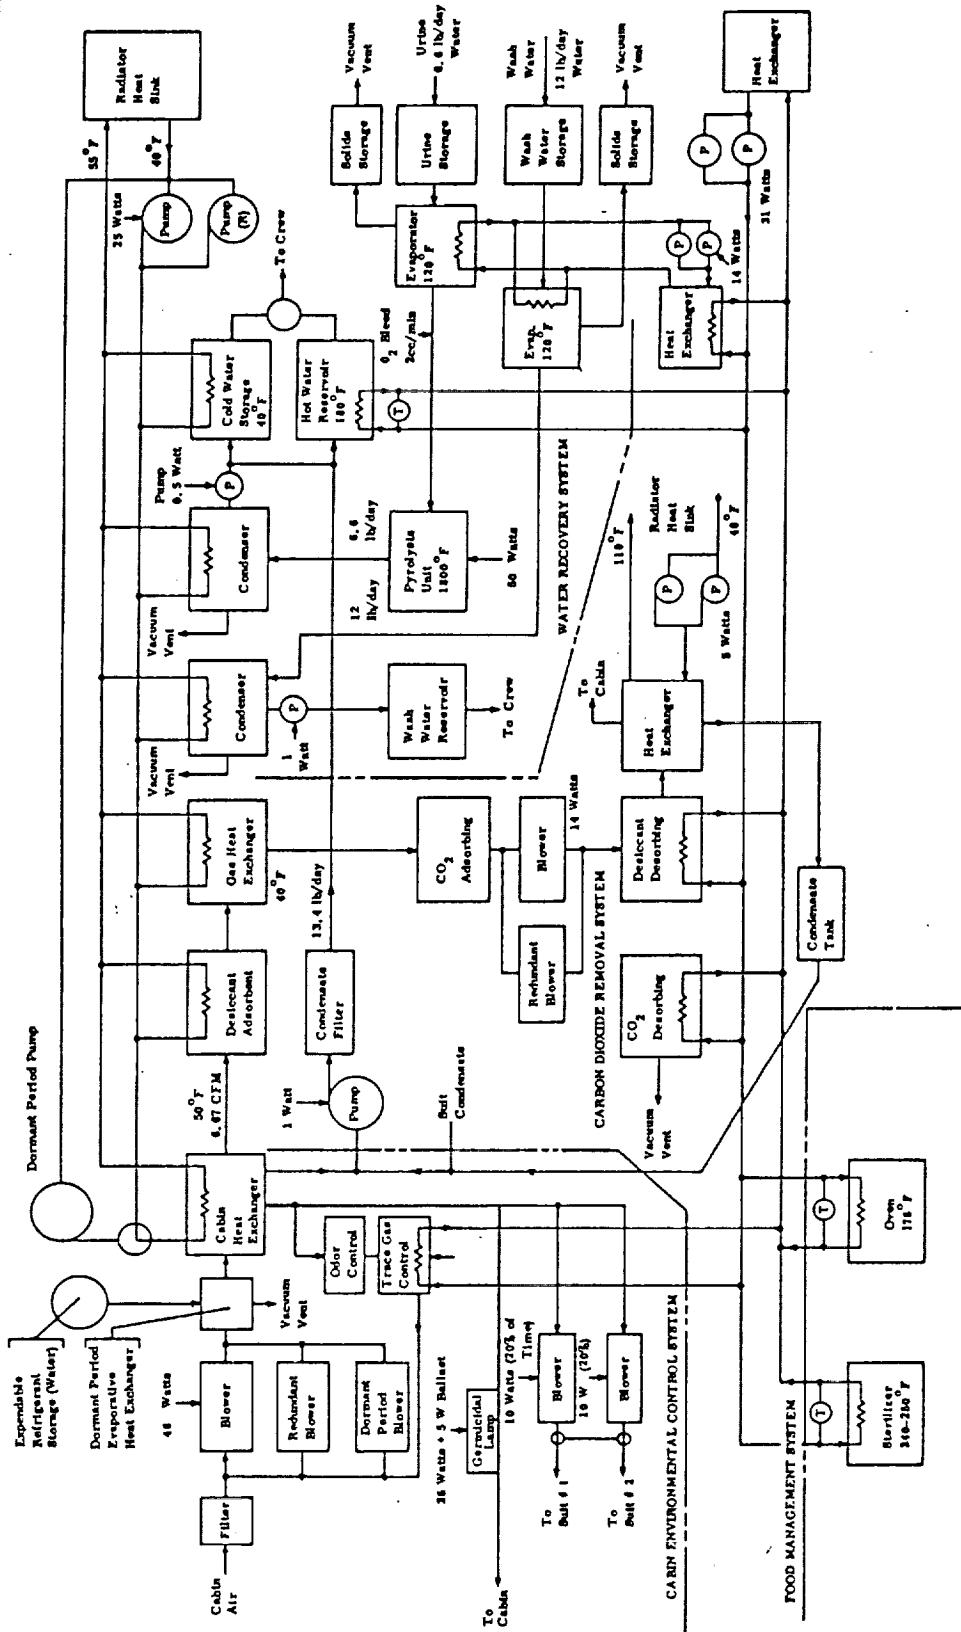 Cabin
Air
Filter
Expendable
Refrigerant
Storage (Water)
Dormant Period
Evaporative
Heat Exchanger
Watts
Blower
Redundant
Blower
Dormant
Period
Blower
Vacuum
Vent
Dormant Period Pump
Cabin
Heat
Exchanger
50°F
6.67 CFM
Desiccant
Adsorbent
Gas Heat
Exchanger
40°F
Vacuum
Vent
Condenser
1
Watt
P
Wash
Water
Reservoir
To Crew
Vacuum
Vent
Condenser
Pump
0.5 Watt
P
Cold Water
Storage
40°F
Hot Water
Reservoir
180°F
T
To Crew
25 Watts
Pump
Pump
(R)
55°F
40°F
Radiator
Heat
Sink
Odor
Control
Trace Gas
Control
1 Watt
Pump
Condensate
Filter
13.4 lb/day
Suit
Condensate
12
lb/day
6.6
lb/day
Pyrolysis
Unit
1800°F
Watts
O2 Bleed
2cc/min
Evaporator
120°F
Solids
Storage
Vacuum
Vent
Urine
Storage
Urine
6.6 lb/day
Water
Wash
Water
Storage
Wash
Water
12 lb/day
Water
Solids
Storage
Vacuum
Vent
Evap.
120°F
P
P
14 Watts
Heat
Exchanger
P
P
21 Watts
Heat
Exchanger
WATER RECOVERY SYSTEM
CO2
Adsorbing
Blower
14 Watts
Redundant
Blower
CARBON DIOXIDE REMOVAL SYSTEM
Desiccant
Desorbing
CO2
Desorbing
Vacuum
Vent
To
Cabin
Heat
Exchanger
110°F
Radiator
Heat
Sink
40°F
P
P
Watts
Condensate
Tank
To
Cabin
Watts + 5 W Ballast
Germicidal
Lamp
10 Watts (20% of
Time)
Blower
10 W (20%)
Blower
To
Suit #1
To
Suit #2
CABIN ENVIRONMENTAL CONTROL SYSTEM
FOOD MANAGEMENT SYSTEM
T
Oven
175°F
T
Sterilizer
240-250°F